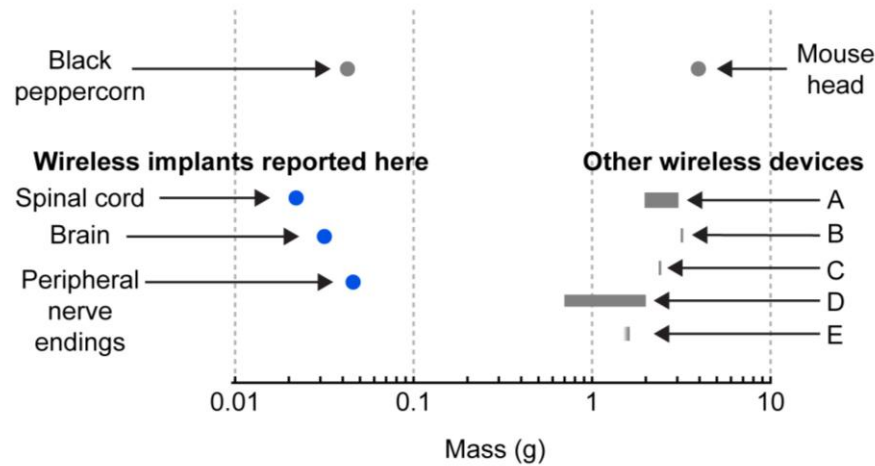 Black
peppercorn
Mouse
head
Wireless implants reported here
Other wireless devices
Spinal cord
A
Brain
B
Peripheral
nerve
endings
C
D
E
0.01
0.1
1
10
Mass (g)